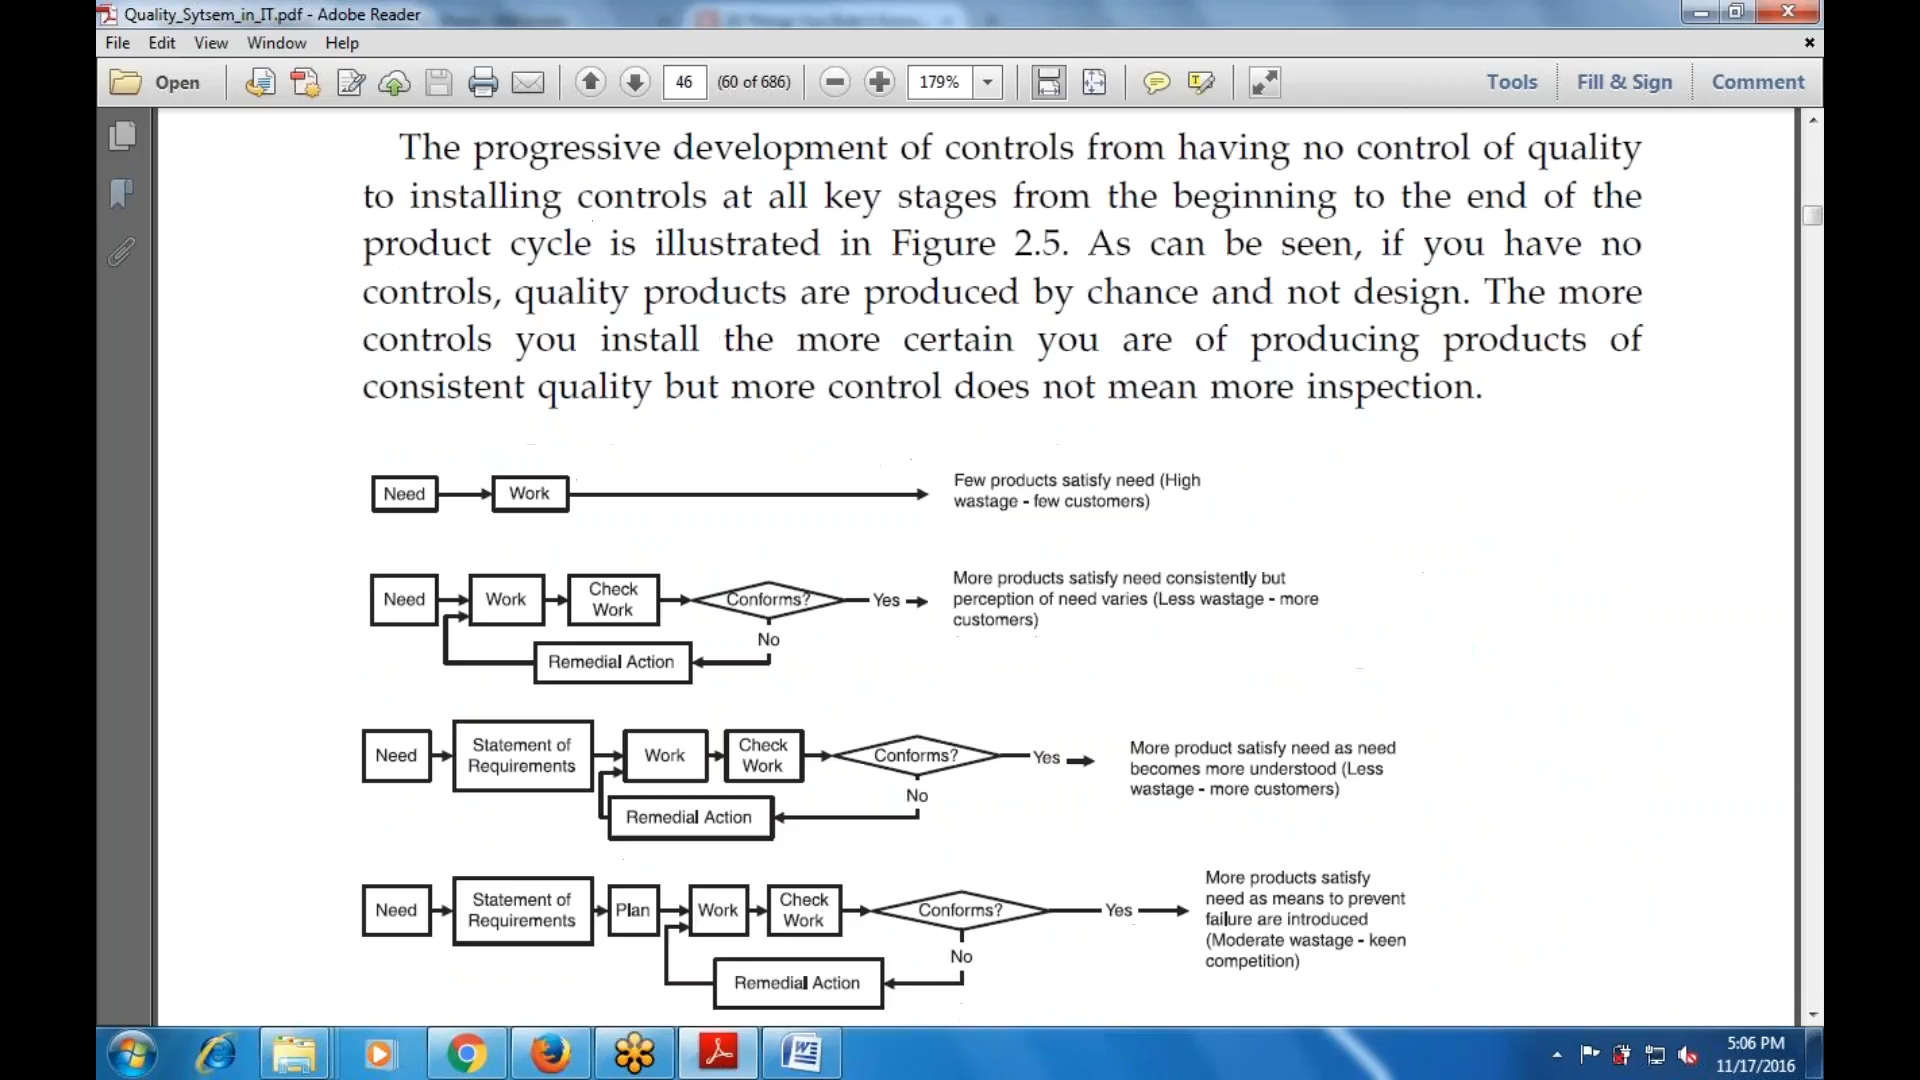 Quality_Sytsem_in_IT.pdf - Adobe Reader
File Edit View Window Help
Open 46 (60 of 686) 179% Tools Fill & Sign Comment
The progressive development of controls from having no control of quality
to installing controls at all key stages from the beginning to the end of the
product cycle is illustrated in Figure 2.5. As can be seen, if you have no
controls, quality products are produced by chance and not design. The more
controls you install the more certain you are of producing products of
consistent quality but more control does not mean more inspection.
Need
Work
Few products satisfy need (High
wastage - few customers)
Need
Work
Check
Work
Conforms?
Yes
No
Remedial Action
More products satisfy need consistently but
perception of need varies (Less wastage - more
customers)
Need
Statement of
Requirements
Work
Check
Work
Conforms?
Yes
No
Remedial Action
More product satisfy need as need
becomes more understood (Less
wastage - more customers)
Need
Statement of
Requirements
Plan
Work
Check
Work
Conforms?
Yes
No
Remedial Action
More products satisfy
need as means to prevent
failure are introduced
(Moderate wastage - keen
competition)
5:06 PM
11/17/2016